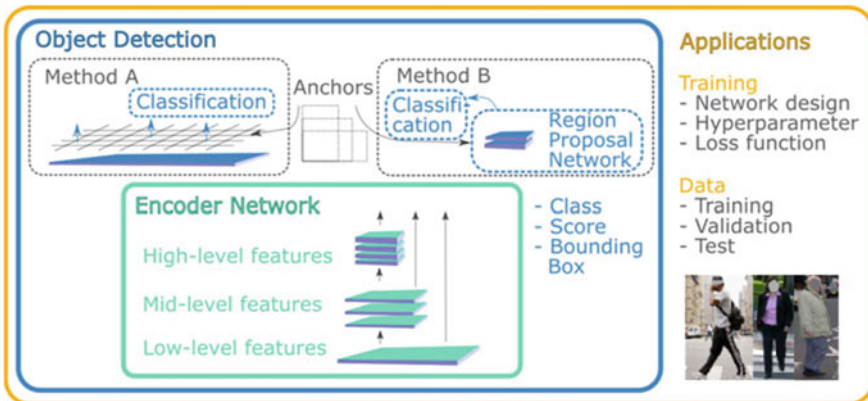 Object Detection
Method A
Classification
Anchors
Method B
Classifi-
cation
Region
Proposal
Network
Encoder Network
High-level features
Mid-level features
Low-level features
- Class
- Score
- Bounding
Box
Applications
Training
- Network design
- Hyperparameter
- Loss function
Data
- Training
- Validation
- Test